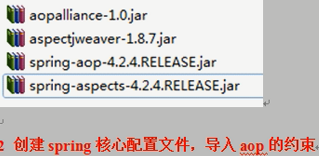 aopalliance-1.0.jar
aspectjweaver-1.8.7.jar
spring-aop-4.2.4.RELEASE.jar
spring-aspects-4.2.4.RELEASE.jar
2 创建 spring 核心配置文件，导入 aop 的约束